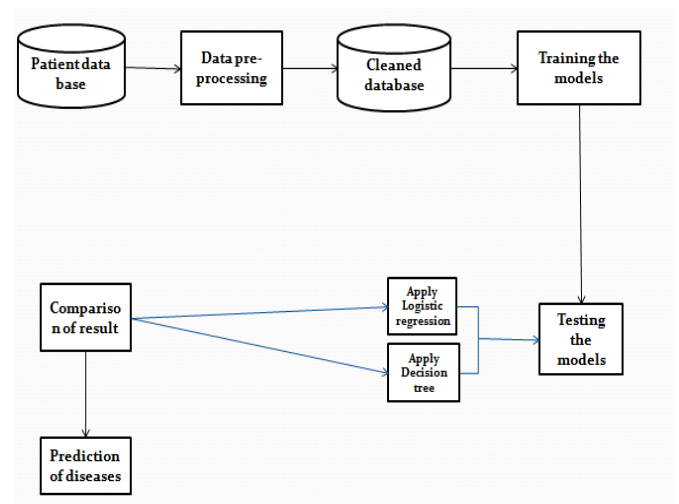 Patient data
base
Data pre-
processing
Cleaned
database
Training the
models
Compariso
n of result
Apply
Logistic
regression
Apply
Decision
tree
Testing
the
models
Prediction
of diseases